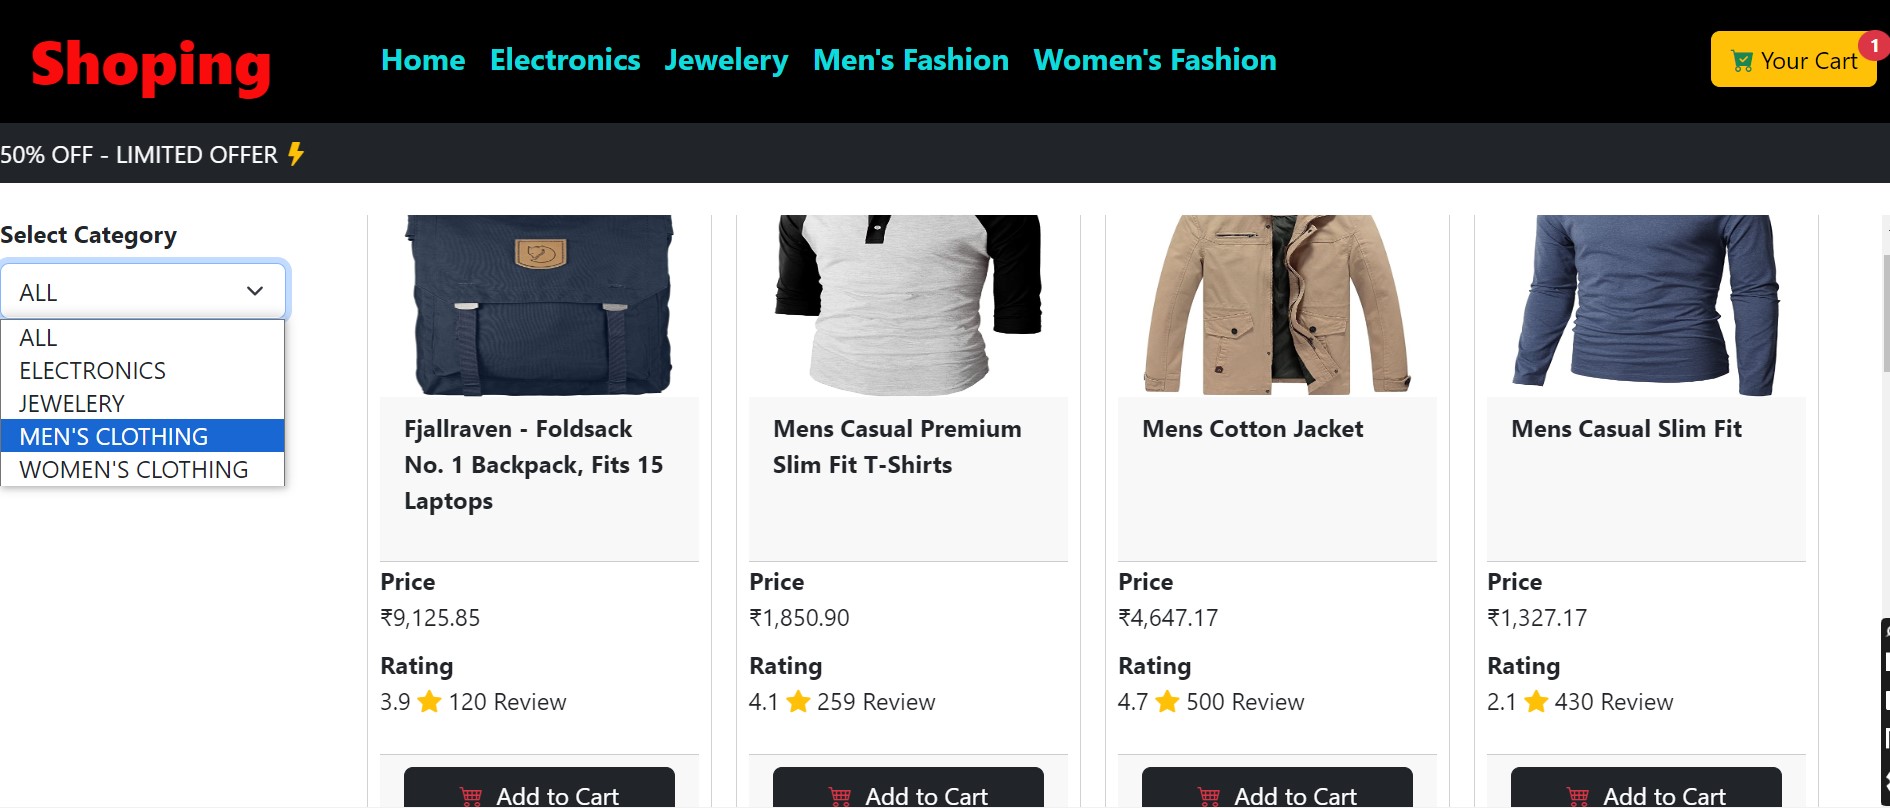 Shoping
Home Electronics Jewelery Men's Fashion Women's Fashion
Your Cart 1
50% OFF - LIMITED OFFER
Select Category
ALL
ALL
ELECTRONICS
JEWELERY
MEN'S CLOTHING
WOMEN'S CLOTHING
Fjallraven - Foldsack
No. 1 Backpack, Fits 15
Laptops
Price
₹9,125.85
Rating
3.9 120 Review
Add to Cart
Mens Casual Premium
Slim Fit T-Shirts
Price
₹1,850.90
Rating
4.1 259 Review
Add to Cart
Mens Cotton Jacket
Price
₹4,647.17
Rating
4.7 500 Review
Add to Cart
Mens Casual Slim Fit
Price
₹1,327.17
Rating
2.1 430 Review
Add to Cart